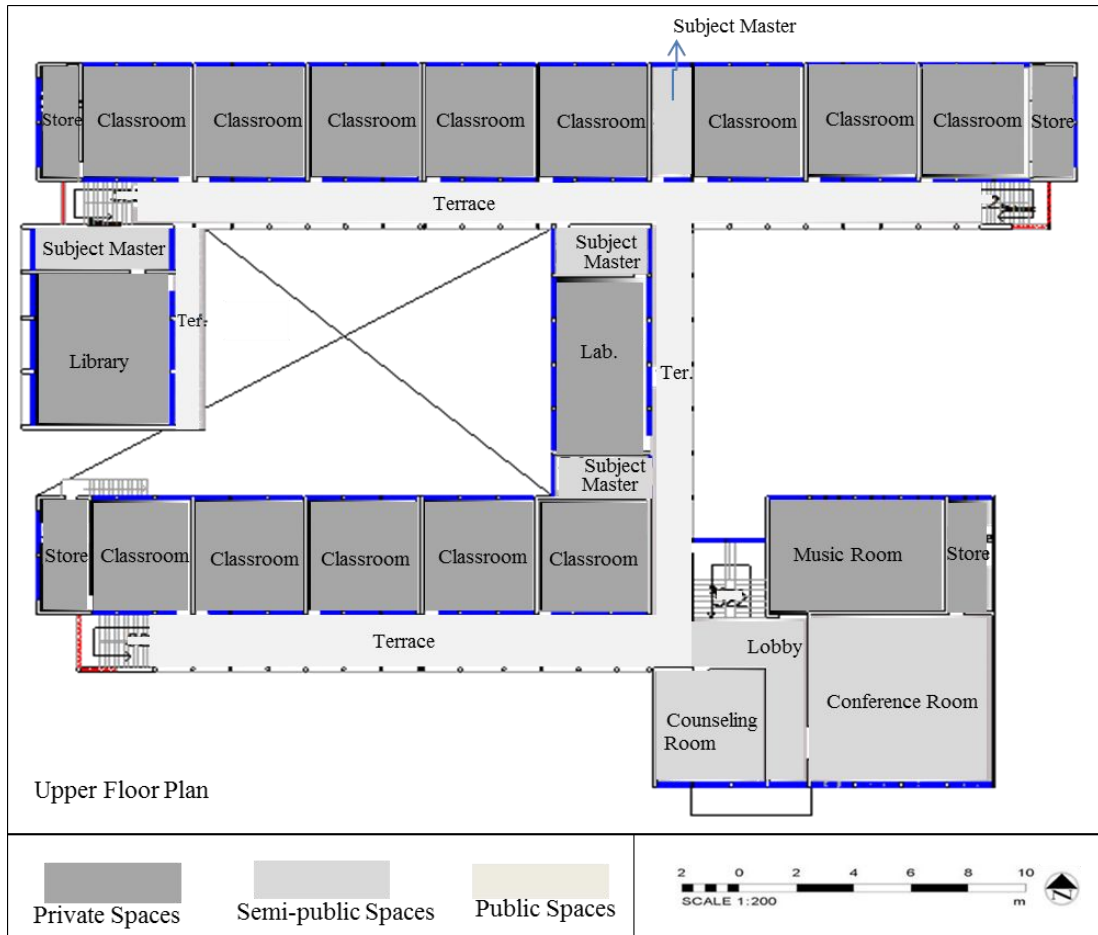 Subject Master
Store
Classroom
Classroom
Classroom
Classroom
Classroom
Classroom
Classroom
Classroom
Store
Terrace
Subject Master
Subject
Master
Ter.
Library
Lab.
Ter.
Subject
Master
Store
Classroom
Classroom
Classroom
Classroom
Classroom
Music Room
Store
Terrace
Lobby
Counseling
Room
Conference Room
Upper Floor Plan
Private Spaces
Semi-public Spaces
Public Spaces
2 0 2 4 6 8 10
SCALE 1:200
m
N